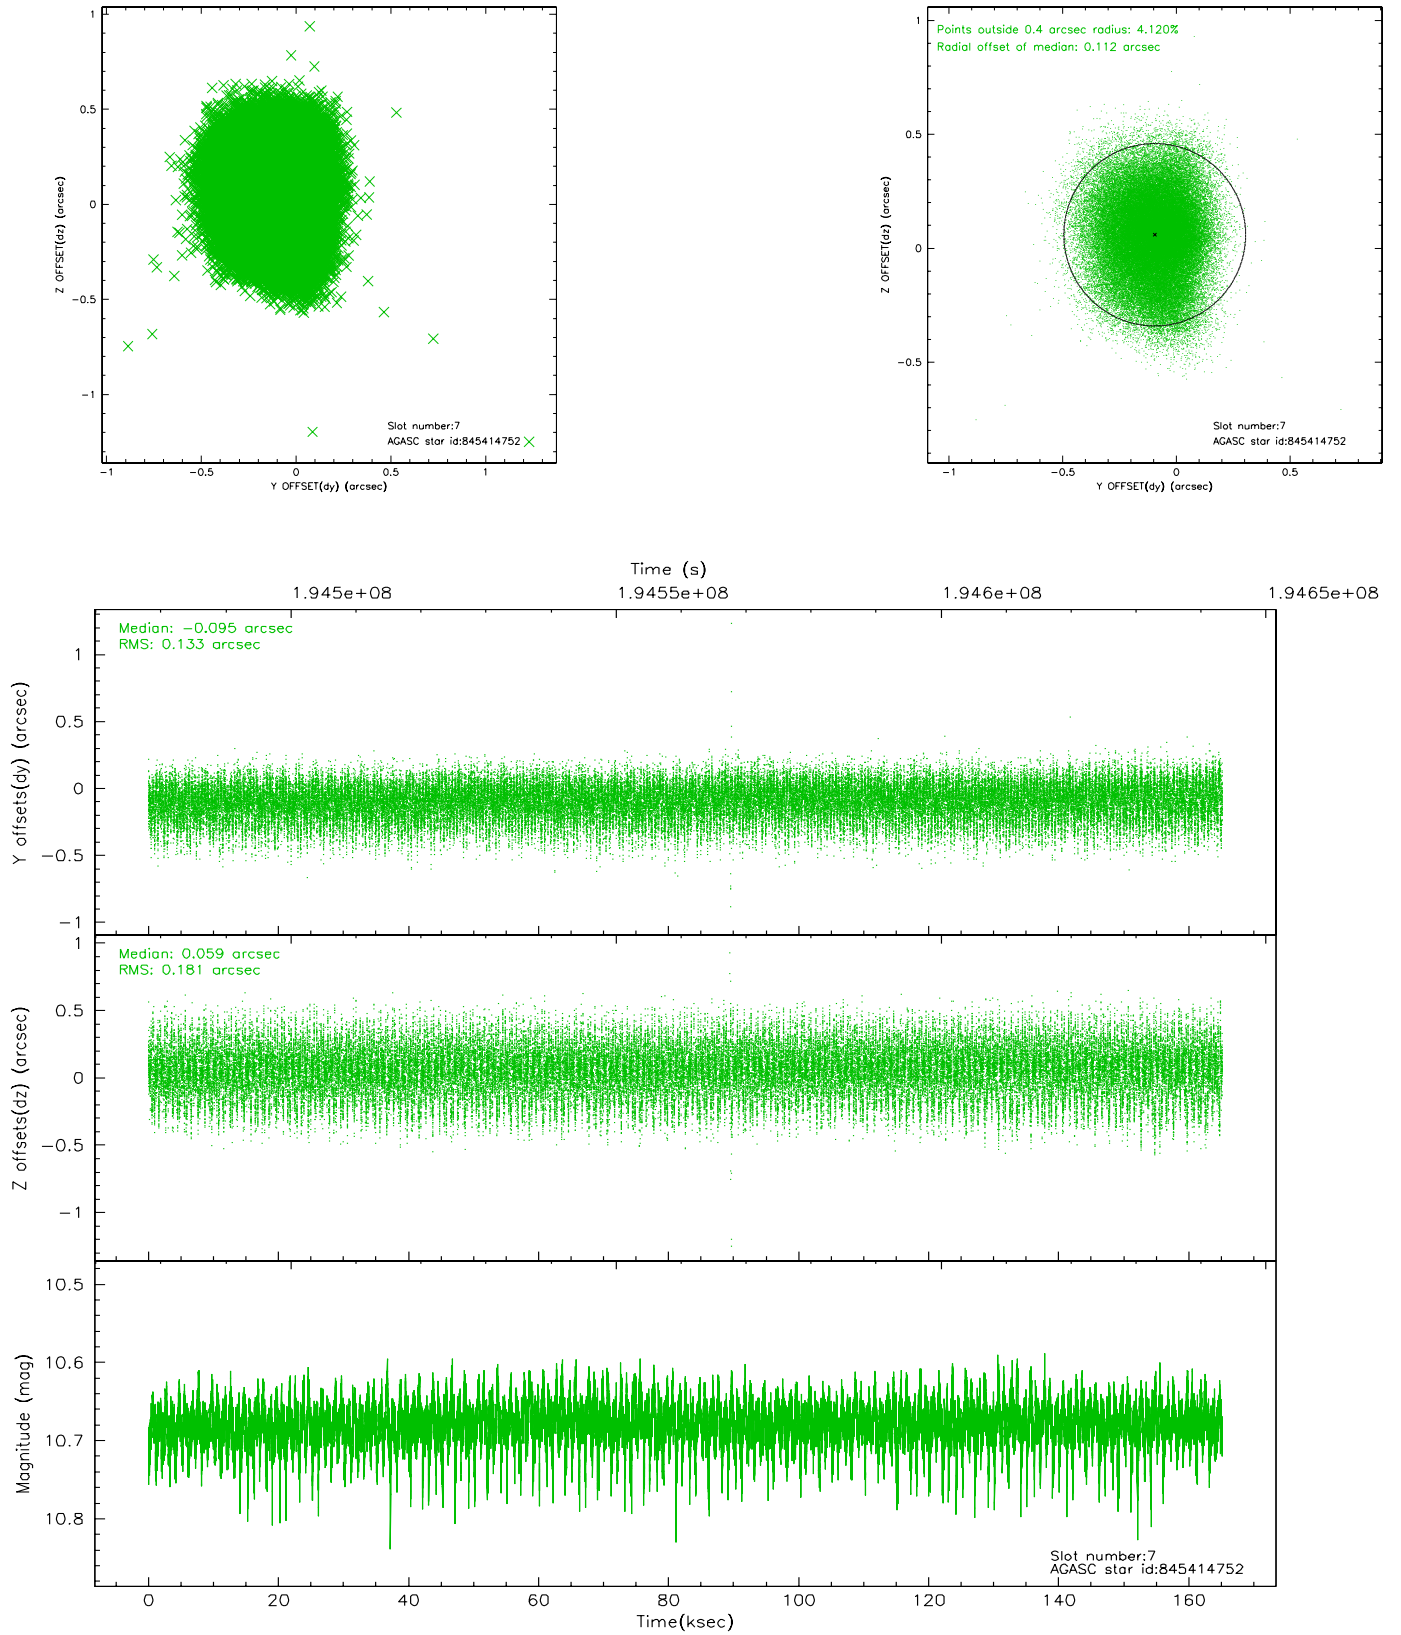 1
0.5
0
−0.5
−1
Z OFFSET(dz) (arcsec)
Slot number:7
AGASC star id:845414752
−1
−0.5
0
0.5
1
Y OFFSET(dy) (arcsec)
Points outside 0.4 arcsec radius: 4.120%
Radial offset of median: 0.112 arcsec
1
0.5
0
−0.5
Z OFFSET(dz) (arcsec)
Slot number:7
AGASC star id:845414752
−1
−0.5
0
0.5
Y OFFSET(dy) (arcsec)
Time (s)
1.945e+08
1.9455e+08
1.946e+08
1.9465e+08
Median: −0.095 arcsec
RMS: 0.133 arcsec
1
0.5
0
−0.5
−1
Y offsets(dy) (arcsec)
Median: 0.059 arcsec
RMS: 0.181 arcsec
1
0.5
0
−0.5
−1
Z offsets(dz) (arcsec)
10.5
10.6
10.7
10.8
Magnitude (mag)
Slot number:7
AGASC star id:845414752
0
20
40
60
80
100
120
140
160
Time(ksec)